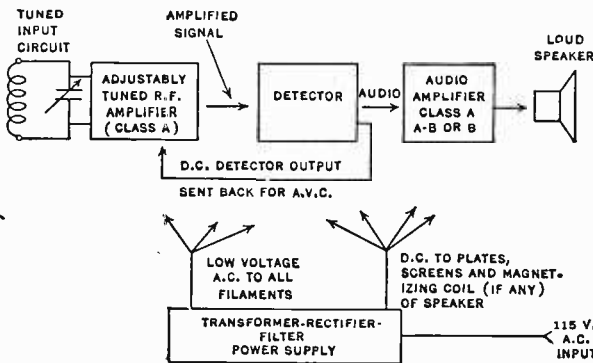 TUNED
INPUT
CIRCUIT
AMPLIFIED
SIGNAL
LOUD
SPEAKER
ADJUSTABLY
TUNED R.F.
AMPLIFIER
(CLASS A)
DETECTOR
AUDIO
AUDIO
AMPLIFIER
CLASS A
A-B OR B
D.C. DETECTOR OUTPUT
SENT BACK FOR A.V.C.
LOW VOLTAGE
A.C. TO ALL
FILAMENTS
D.C. TO PLATES,
SCREENS AND MAGNET-
IZING COIL (IF ANY)
OF SPEAKER
TRANSFORMER-RECTIFIER-
FILTER
POWER SUPPLY
115 V.
A.C.
INPUT